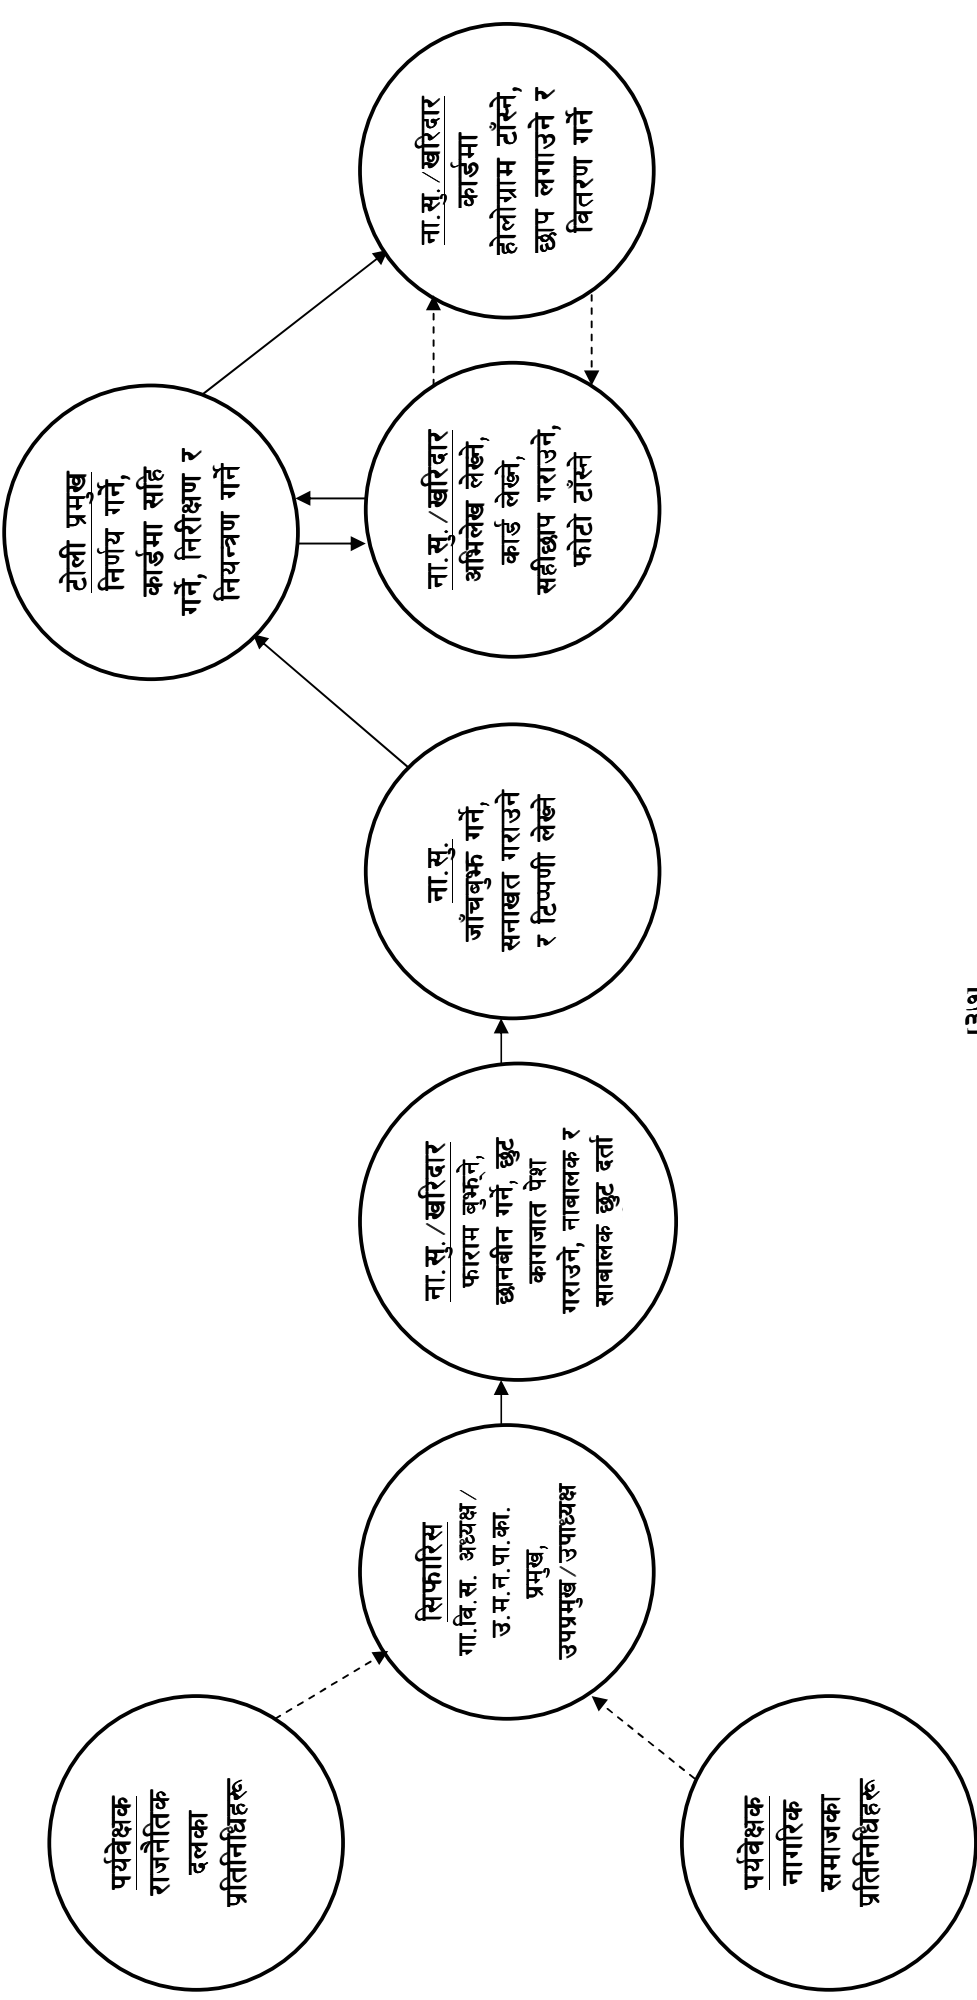 पर्यवेक्षक
राजनैतिक
दलका
प्रतिनिधिहरू
पर्यवेक्षक
नागरिक
समाजका
प्रतिनिधिहरू
सिफारिस
गा.वि.स. अध्यक्ष/
उ.म.न.पा.का.
प्रमुख,
उपप्रमुख/उपाध्यक्ष
ना.सु./खरिदार
फाराम बुझ्ने,
छानबीन गर्ने, छुट
कागजात पेश
गराउने, नाबालक र
साबालक छुट दर्ता
ना.सु.
जाँचबुझ गर्ने,
सनाखत गराउने
र टिप्पणी लेख्ने
टोली प्रमुख
निर्णय गर्ने,
कार्डमा सहि
गर्ने, निरीक्षण र
नियन्त्रण गर्ने
ना.सु./खरिदार
अभिलेख लेख्ने,
कार्ड लेख्ने,
सहीछाप गराउने,
फोटो टाँस्ने
ना.सु./खरिदार
कार्डमा
होलोग्राम टाँस्ने,
छाप लगाउने र
वितरण गर्ने